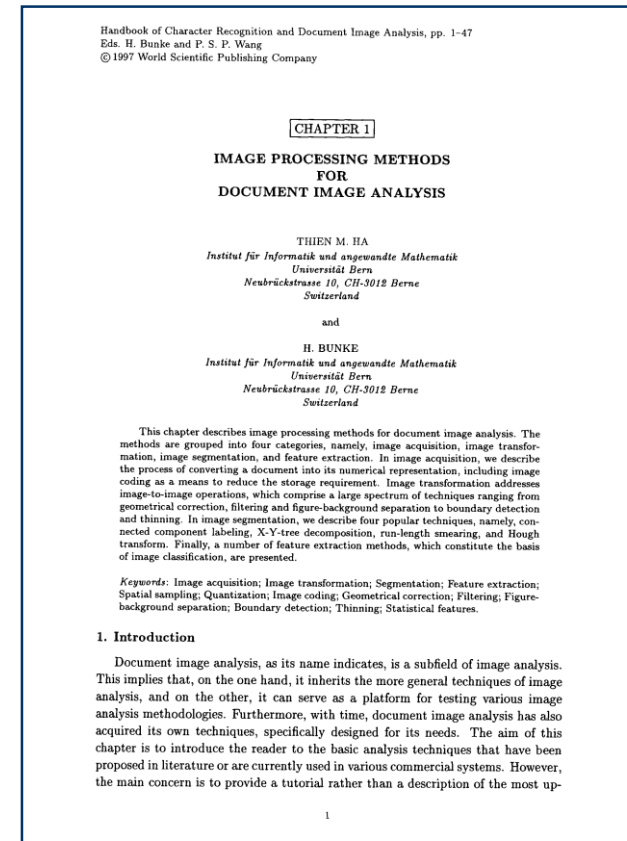 Handbook of Character Recognition and Document Image Analysis, pp. 1–47
Eds. H. Bunke and P. S. P. Wang
© 1997 World Scientific Publishing Company
CHAPTER 1
IMAGE PROCESSING METHODS
FOR
DOCUMENT IMAGE ANALYSIS
THIEN M. HA
Institut für Informatik und angewandte Mathematik
Universität Bern
Neubrückstrasse 10, CH-3012 Berne
Switzerland
and
H. BUNKE
Institut für Informatik und angewandte Mathematik
Universität Bern
Neubrückstrasse 10, CH-3012 Berne
Switzerland
This chapter describes image processing methods for document image analysis. The
methods are grouped into four categories, namely, image acquisition, image transfor-
mation, image segmentation, and feature extraction. In image acquisition, we describe
the process of converting a document into its numerical representation, including image
coding as a means to reduce the storage requirement. Image transformation addresses
image-to-image operations, which comprise a large spectrum of techniques ranging from
geometrical correction, filtering and figure-background separation to boundary detection
and thinning. In image segmentation, we describe four popular techniques, namely, con-
nected component labeling, X-Y-tree decomposition, run-length smearing, and Hough
transform. Finally, a number of feature extraction methods, which constitute the basis
of image classification, are presented.
Keywords: Image acquisition; Image transformation; Segmentation; Feature extraction;
Spatial sampling; Quantization; Image coding; Geometrical correction; Filtering; Figure-
background separation; Boundary detection; Thinning; Statistical features.
1. Introduction
Document image analysis, as its name indicates, is a subfield of image analysis.
This implies that, on the one hand, it inherits the more general techniques of image
analysis, and on the other, it can serve as a platform for testing various image
analysis methodologies. Furthermore, with time, document image analysis has also
acquired its own techniques, specifically designed for its needs. The aim of this
chapter is to introduce the reader to the basic analysis techniques that have been
proposed in literature or are currently used in various commercial systems. However,
the main concern is to provide a tutorial rather than a description of the most up-
1